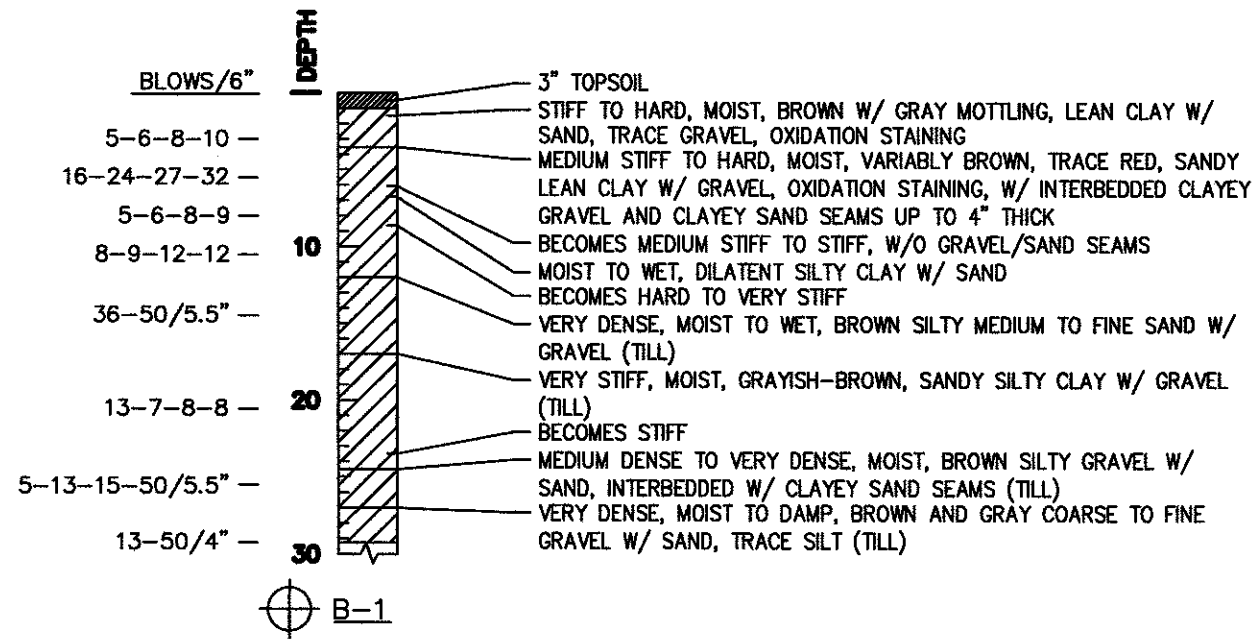 DEPTH
BLOWS/6"
3" TOPSOIL
STIFF TO HARD, MOIST, BROWN W/ GRAY MOTTLING, LEAN CLAY W/
SAND, TRACE GRAVEL, OXIDATION STAINING
5-6-8-10
MEDIUM STIFF TO HARD, MOIST, VARIABLY BROWN, TRACE RED, SANDY
16-24-27-32
LEAN CLAY W/ GRAVEL, OXIDATION STAINING, W/ INTERBEDDED CLAYEY
5-6-8-9
GRAVEL AND CLAYEY SAND SEAMS UP TO 4" THICK
10
BECOMES MEDIUM STIFF TO STIFF, W/O GRAVEL/SAND SEAMS
8-9-12-12
MOIST TO WET, DILATENT SILTY CLAY W/ SAND
BECOMES HARD TO VERY STIFF
36-50/5.5"
VERY DENSE, MOIST TO WET, BROWN SILTY MEDIUM TO FINE SAND W/
GRAVEL (TILL)
VERY STIFF, MOIST, GRAYISH-BROWN, SANDY SILTY CLAY W/ GRAVEL
(TILL)
13-7-8-8
20
BECOMES STIFF
MEDIUM DENSE TO VERY DENSE, MOIST, BROWN SILTY GRAVEL W/
5-13-15-50/5.5"
SAND, INTERBEDDED W/ CLAYEY SAND SEAMS (TILL)
VERY DENSE, MOIST TO DAMP, BROWN AND GRAY COARSE TO FINE
13-50/4"
GRAVEL W/ SAND, TRACE SILT (TILL)
30
B-1